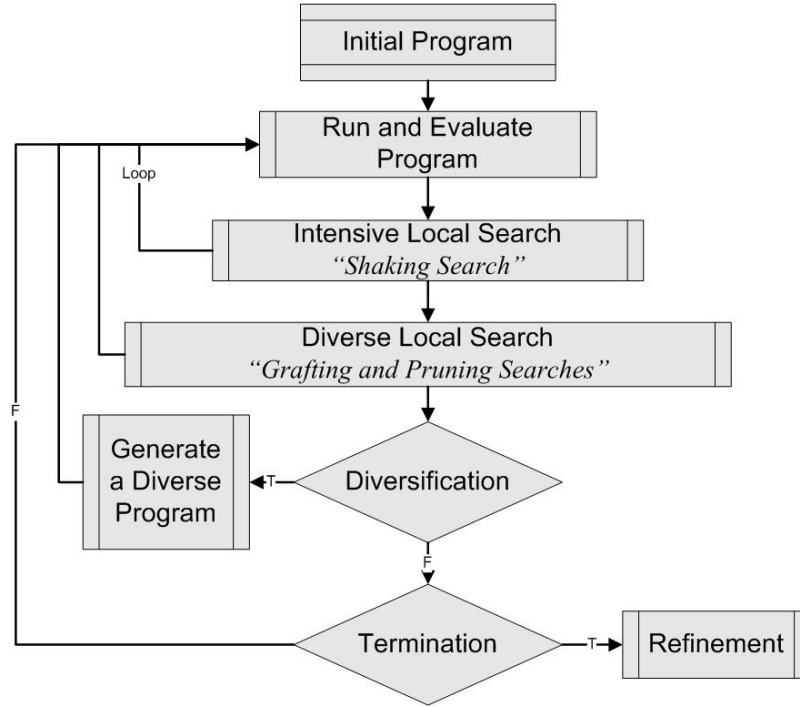 Initial Program
Run and Evaluate
Program
Loop
Intensive Local Search
“Shaking Search”
Diverse Local Search
“Grafting and Pruning Searches”
F
Generate
a Diverse
Program
T
Diversification
F
Termination
T
Refinement